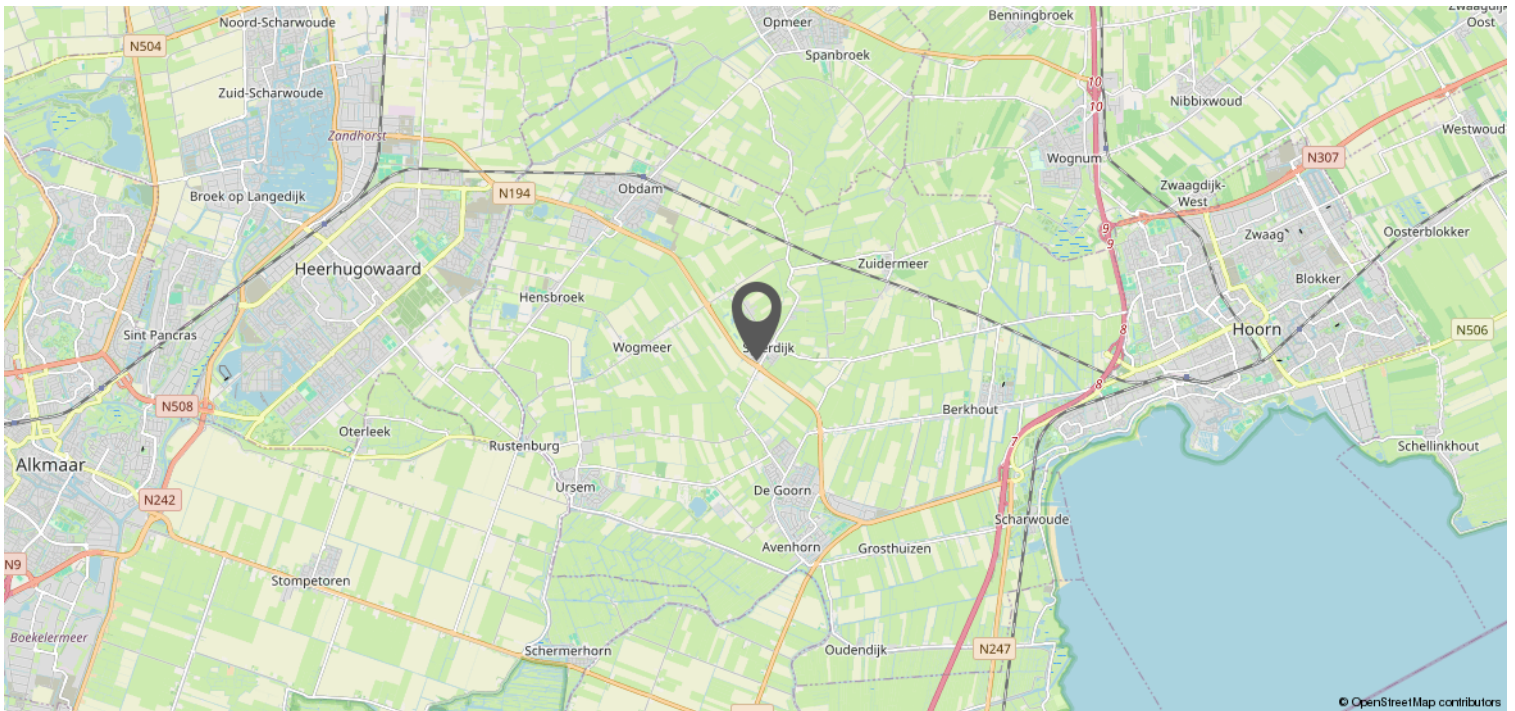 Noord-Scharwoude
Opmeer
Benningbroek
Oost
N504
Spanbroek
10
10
Zuid-Scharwoude
Nibbixwoud
Zandhorst
Westwoud
Wognum
N307
Broek op Langedijk
N194
Obdam
Zwaagdijk-
West
9
9
Zwaag
Oosterblokker
Heerhugowaard
Zuidermeer
Blokker
Hensbroek
Sint Pancras
Wogmeer
8
Hoorn
N506
8
N508
Berkhout
Oterleek
Rustenburg
7
Schellinkhout
Alkmaar
Ursem
De Goorn
N242
Scharwoude
Avenhorn
Grosthuizen
N9
Stompetoren
Boekelermeer
Schermerhorn
Oudendijk
N247
© OpenStreetMap contributors